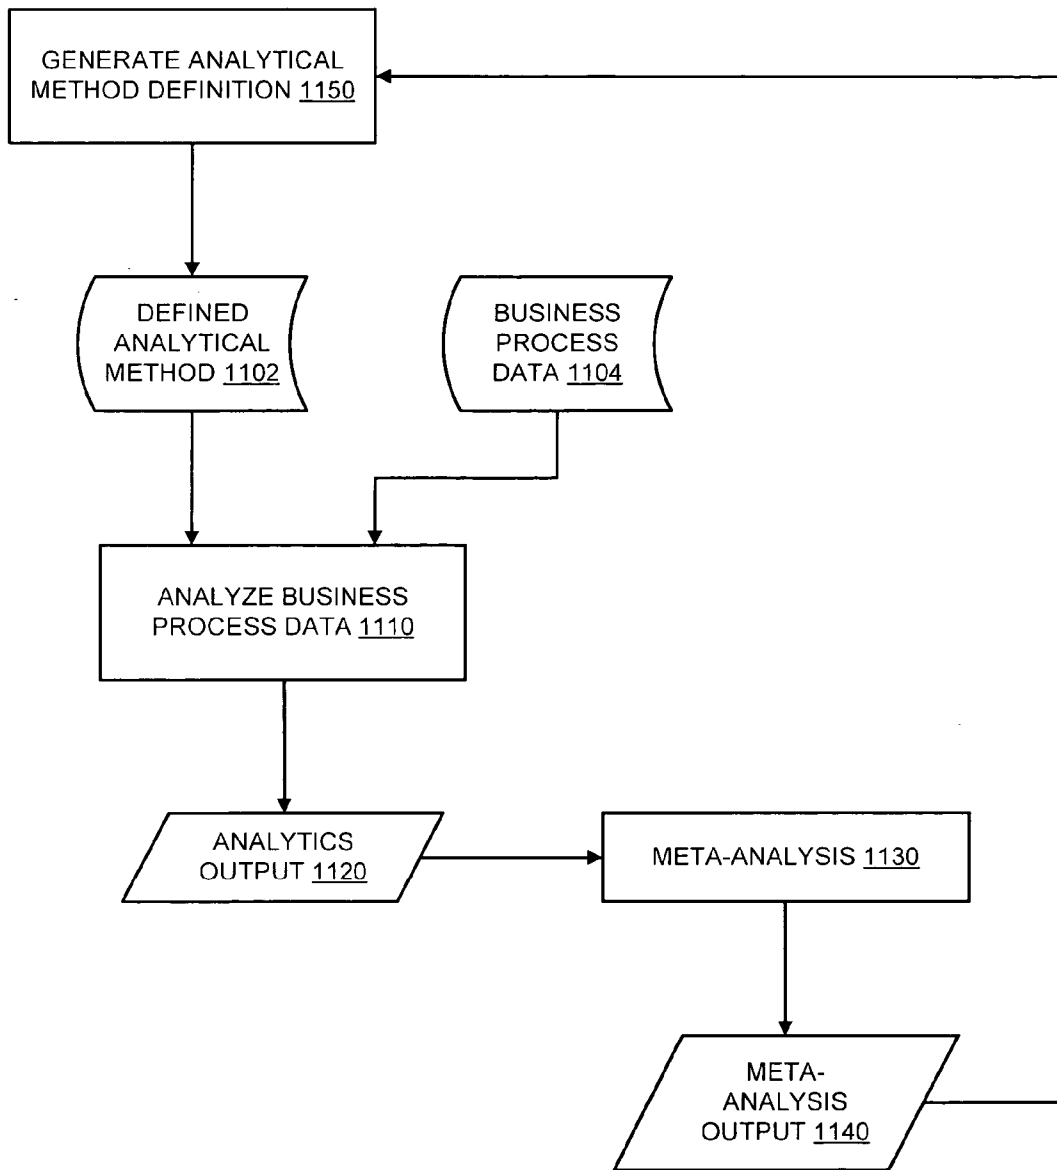 GENERATE ANALYTICAL
METHOD DEFINITION 1150
DEFINED
ANALYTICAL
METHOD 1102
BUSINESS
PROCESS
DATA 1104
ANALYZE BUSINESS
PROCESS DATA 1110
ANALYTICS
OUTPUT 1120
META-ANALYSIS 1130
META-
ANALYSIS
OUTPUT 1140